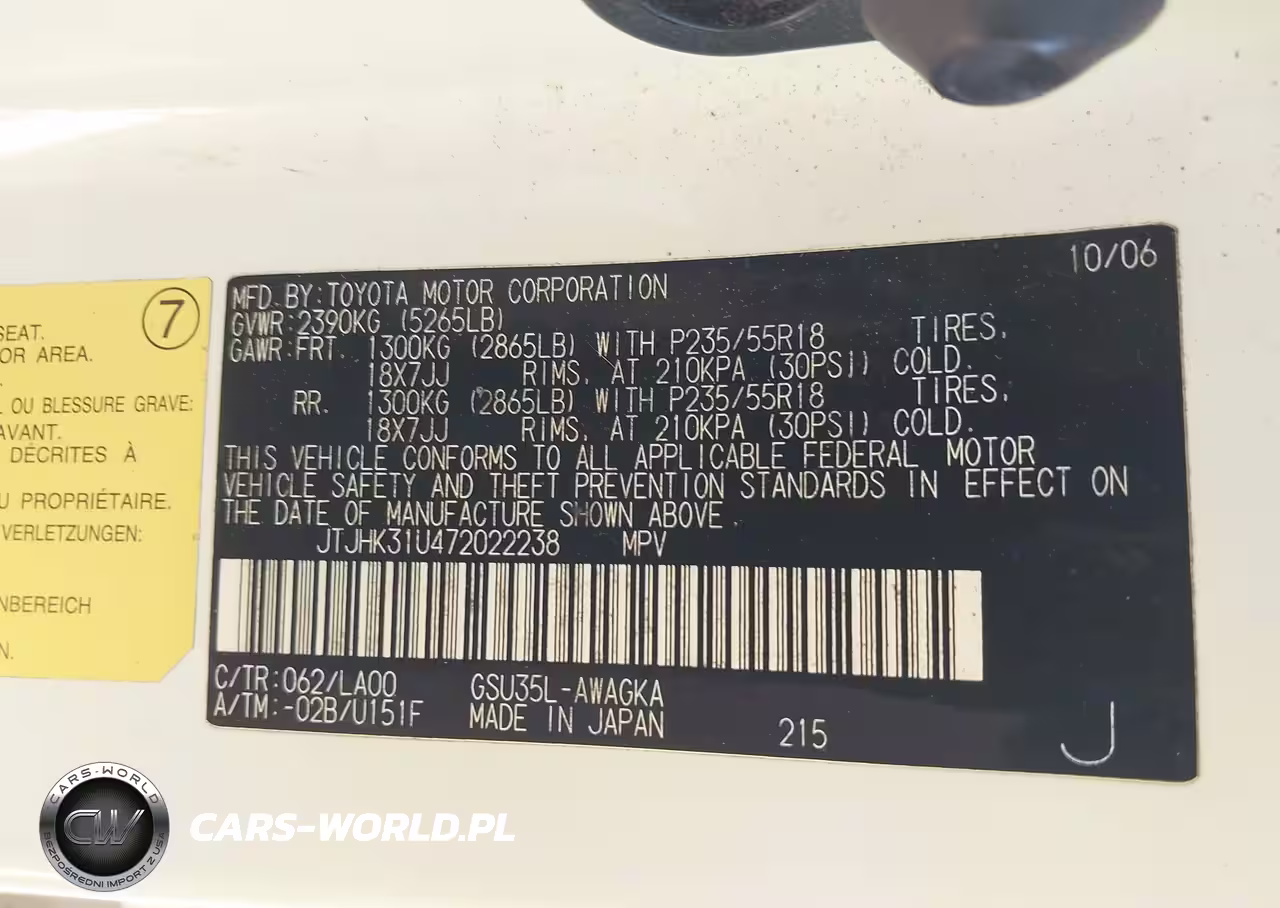 7
SEAT.
OR AREA.
OU BLESSURE GRAVE:
AVANT.
DÉCRITES À
PROPRIÉTAIRE.
VERLETZUNGEN:
NBEREICH
N.
10/06
MFD. BY: TOYOTA MOTOR CORPORATION
GVWR: 2390KG (5265LB)
GAWR: FRT. 1300KG (2865LB) WITH P235/55R18 TIRES,
18X7JJ RIMS, AT 210KPA (30PSI) COLD.
RR. 1300KG (2865LB) WITH P235/55R18 TIRES,
18X7JJ RIMS, AT 210KPA (30PSI) COLD.
THIS VEHICLE CONFORMS TO ALL APPLICABLE FEDERAL MOTOR
VEHICLE SAFETY AND THEFT PREVENTION STANDARDS IN EFFECT ON
THE DATE OF MANUFACTURE SHOWN ABOVE.
JTJHK31U472022238 MPV
C/TR: 062/LA00 GSU35L-AWAGKA
A/TM: -02B/U151F MADE IN JAPAN 215 J
CARS-WORLD
CW
BEZPOŚREDNI IMPORT Z USA
CARS-WORLD.PL